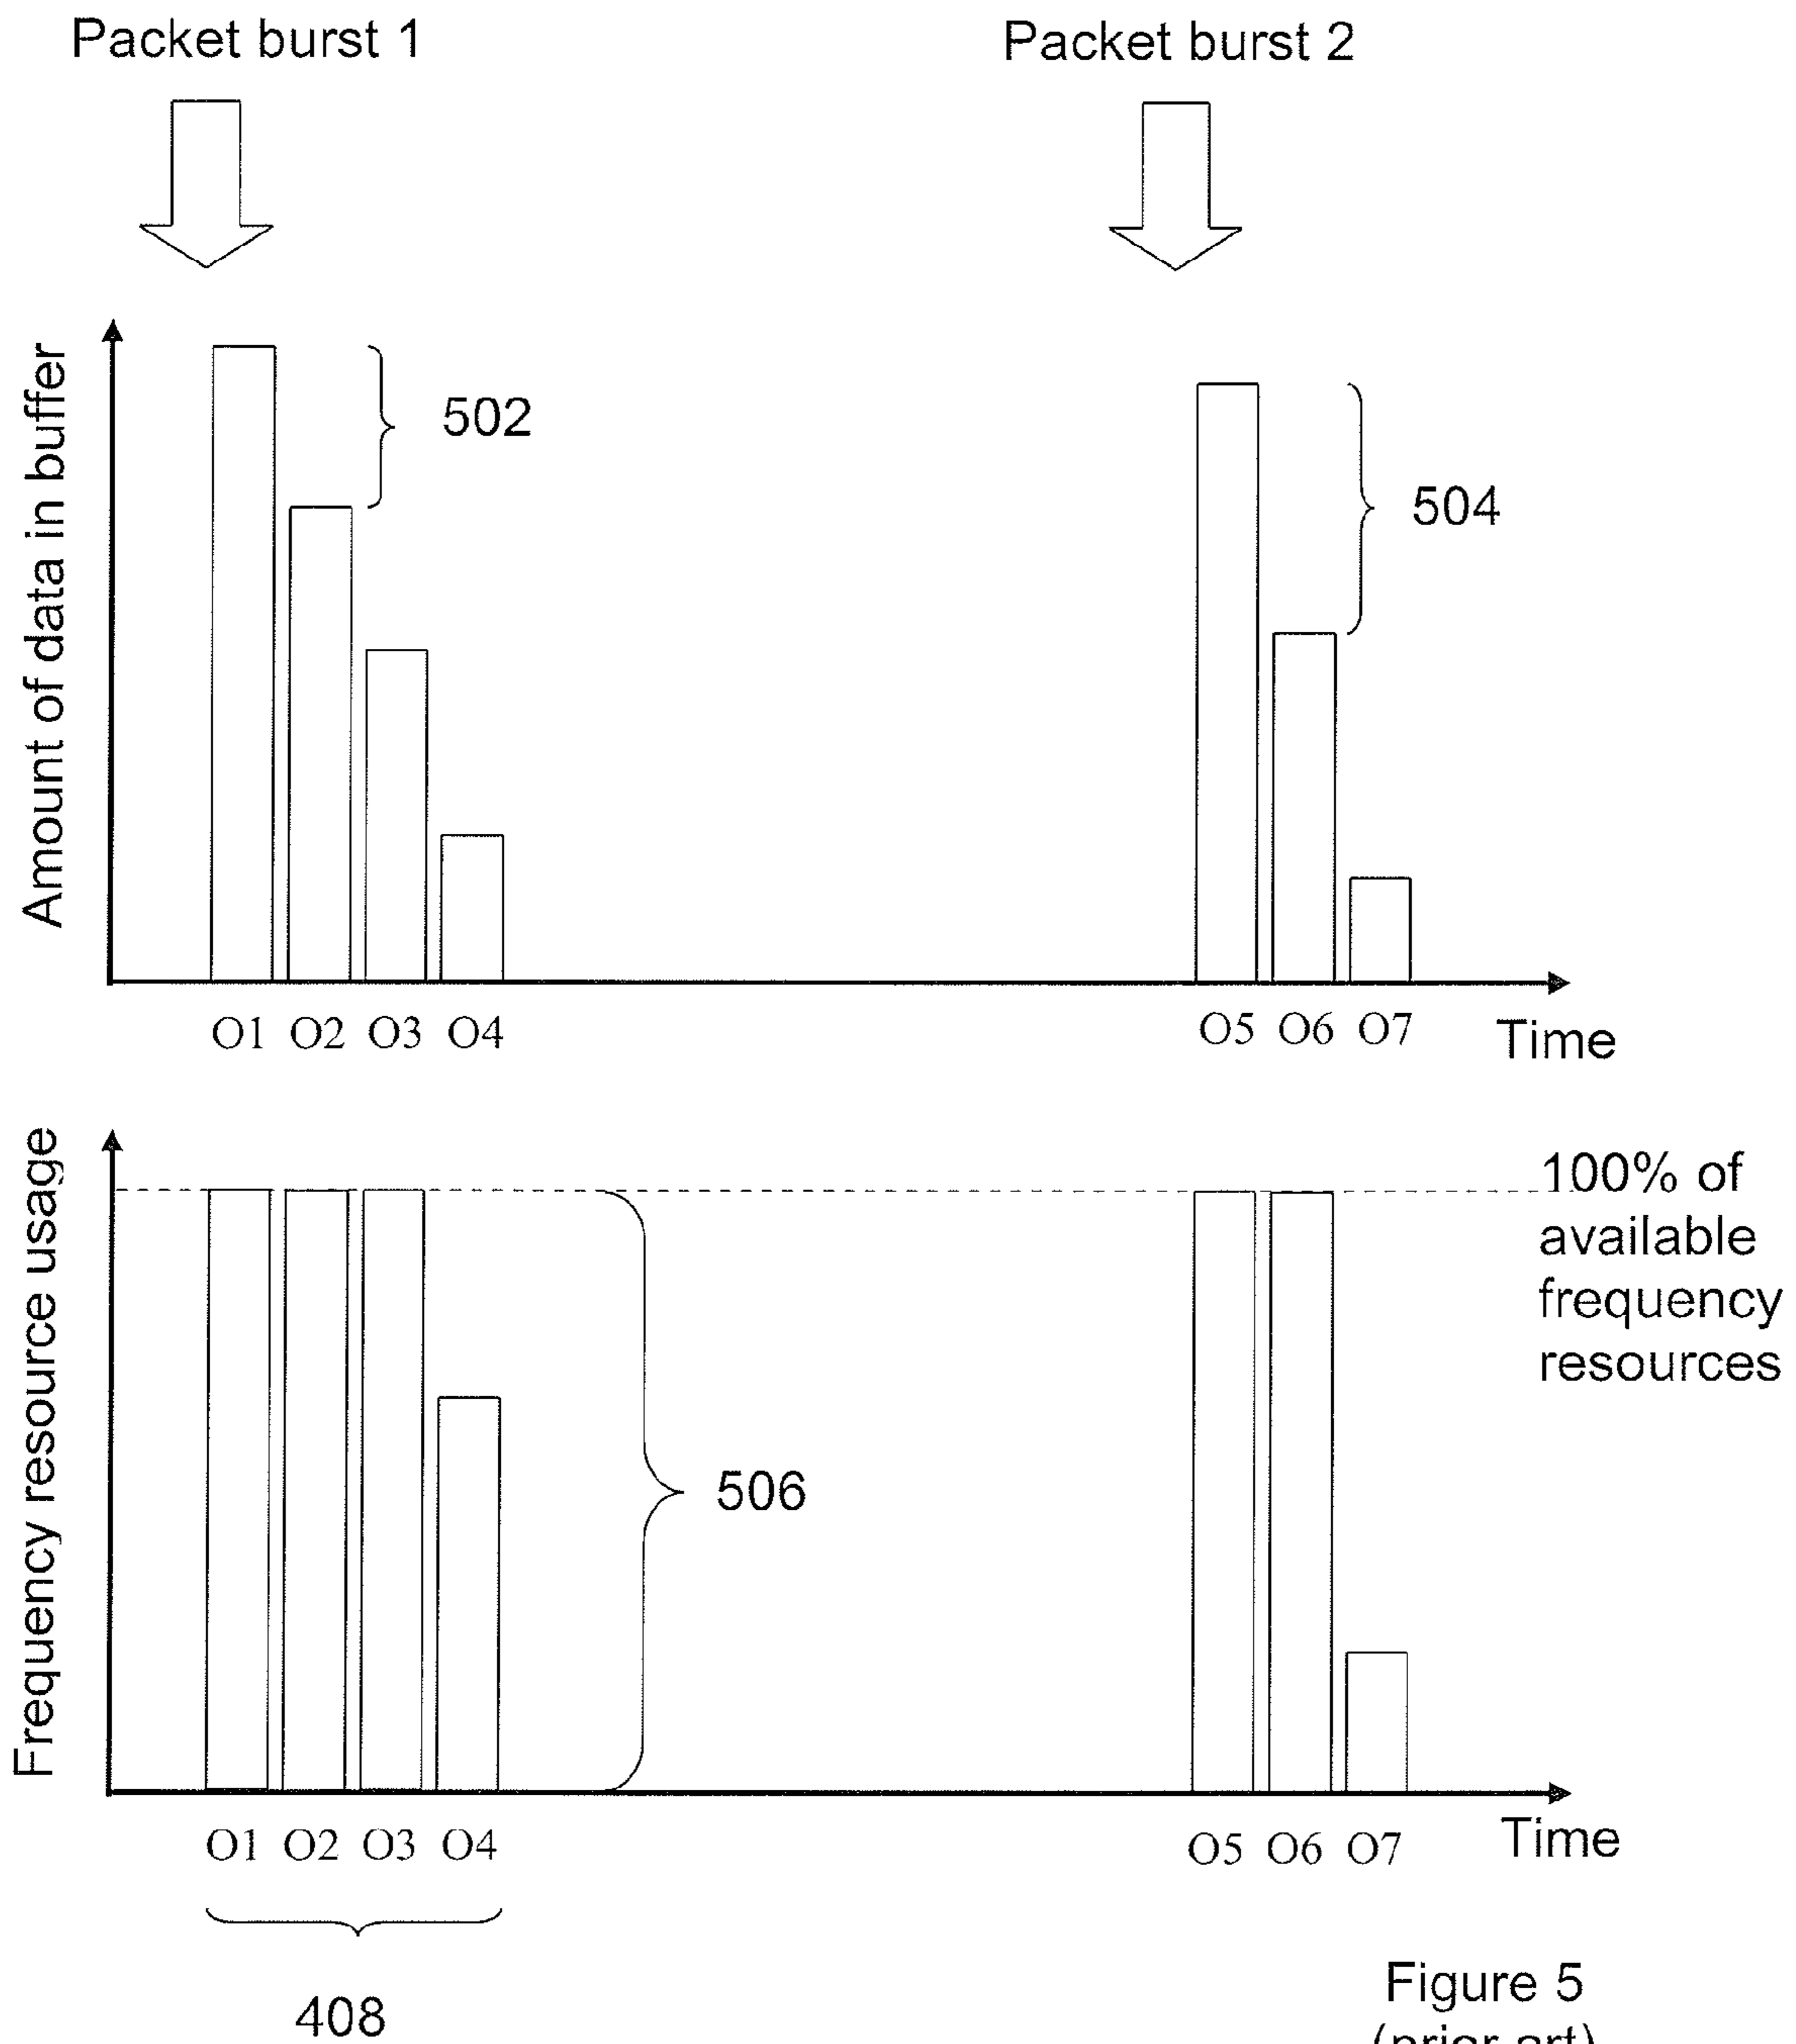 Packet burst 1
Packet burst 2
Amount of data in buffer
502
504
O1 O2 O3 O4
O5 O6 O7
Time
Frequency resource usage
100% of
available
frequency
resources
506
O1 O2 O3 O4
O5 O6 O7
Time
408
Figure 5
(prior art)